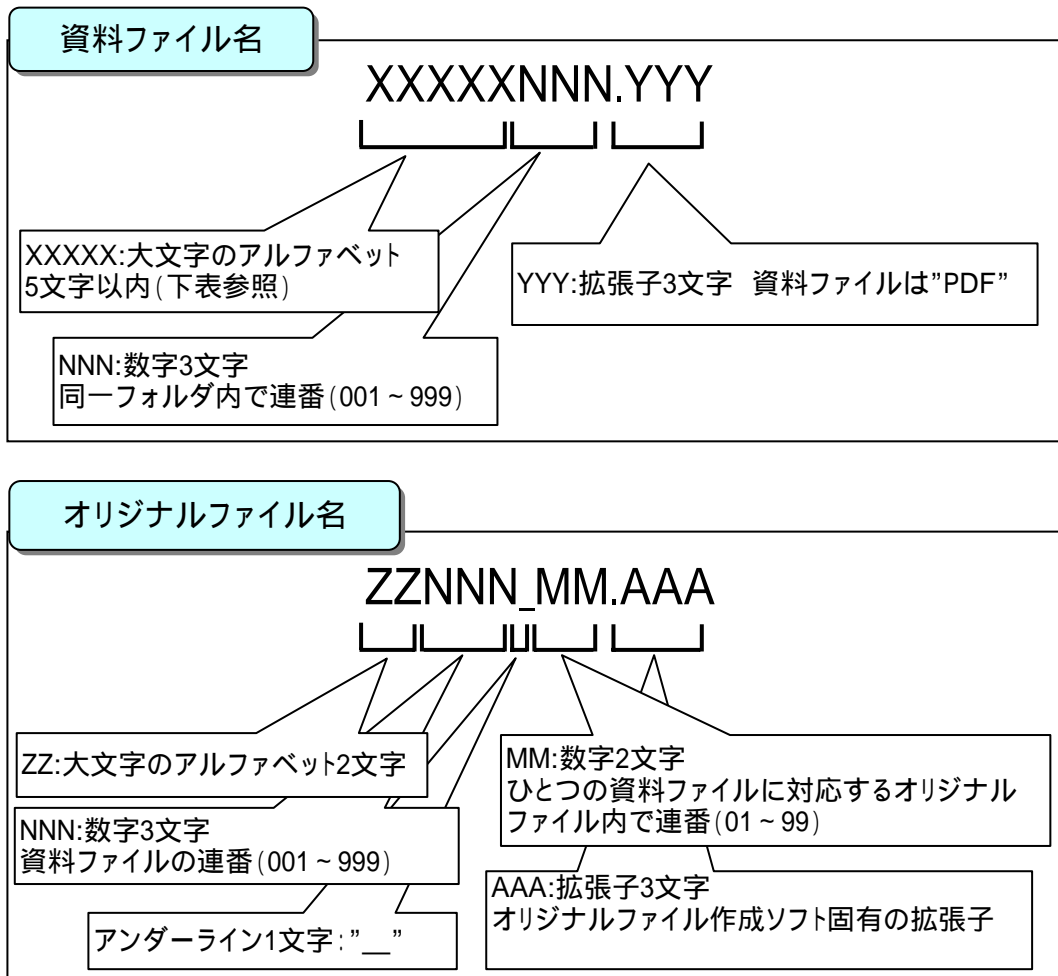 資料ファイル名
XXXXXNNN.YYY
XXXXX:大文字のアルファベット
5文字以内(下表参照)
YYY:拡張子3文字 資料ファイルは"PDF"
NNN:数字3文字
同一フォルダ内で連番(001~999)
オリジナルファイル名
ZZNNN_MM.AAA
ZZ:大文字のアルファベット2文字
MM:数字2文字
ひとつの資料ファイルに対応するオリジナル
ファイル内で連番(01~99)
NNN:数字3文字
資料ファイルの連番(001~999)
AAA:拡張子3文字
オリジナルファイル作成ソフト固有の拡張子
アンダーライン1文字:"__"